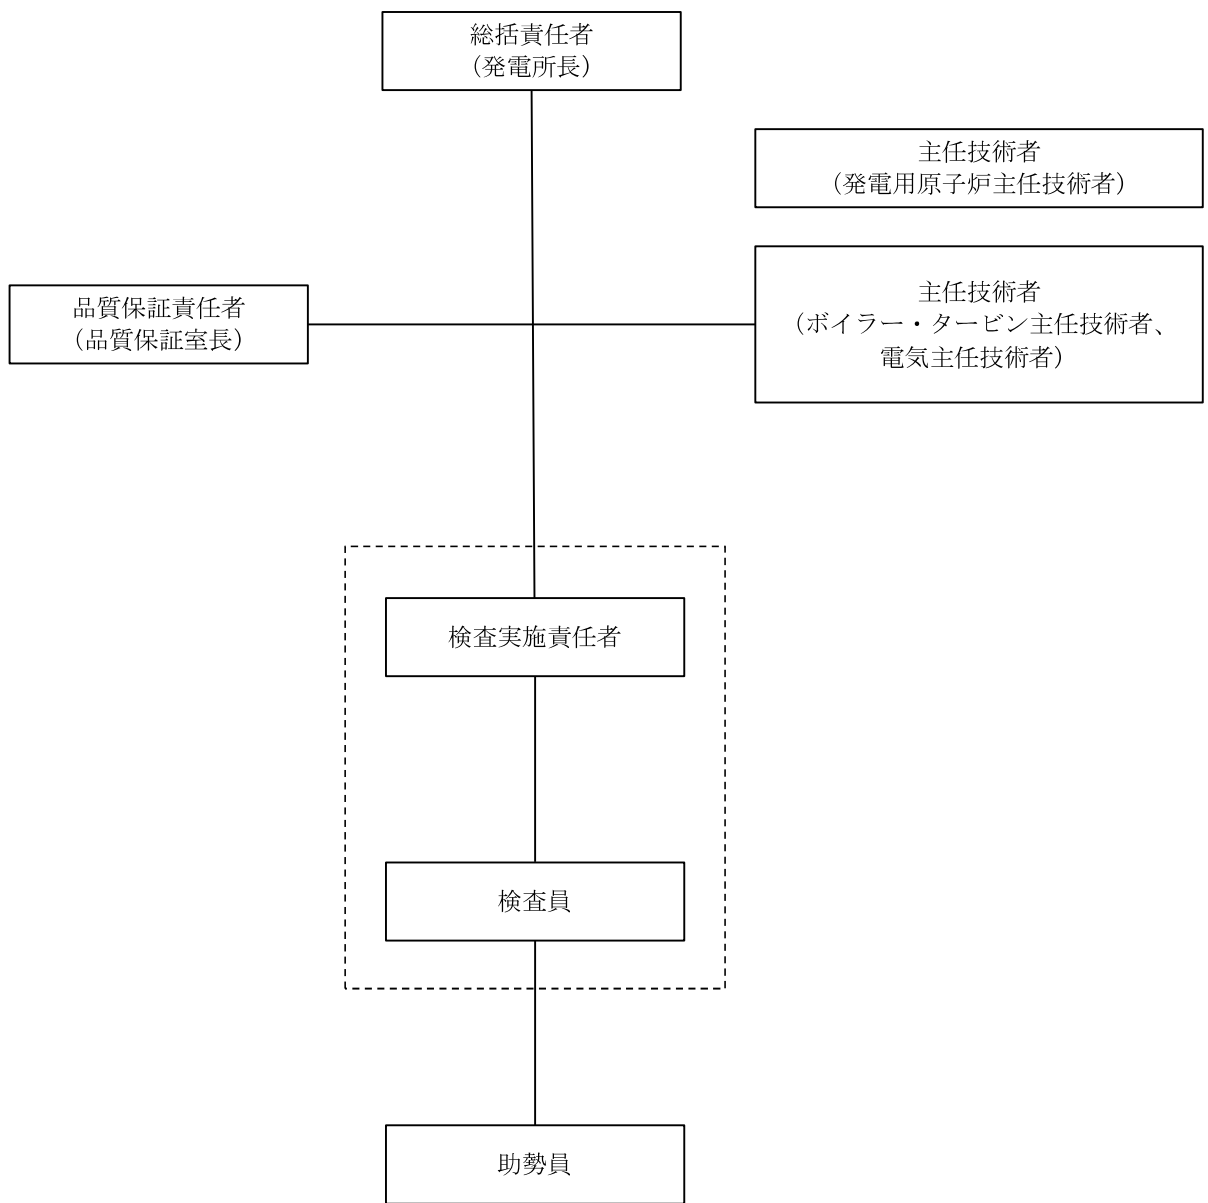 総括責任者
（発電所長）
主任技術者
（発電用原子炉主任技術者）
品質保証責任者
（品質保証室長）
主任技術者
（ボイラー・タービン主任技術者、
電気主任技術者）
検査実施責任者
検査員
助勢員